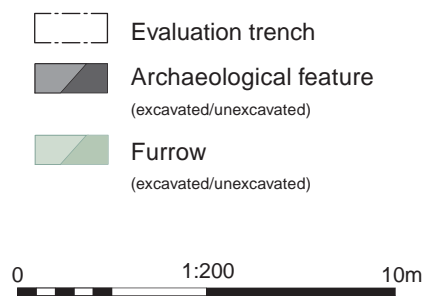 Evaluation trench
Archaeological feature
(excavated/unexcavated)
Furrow
(excavated/unexcavated)
0 1:200 10m